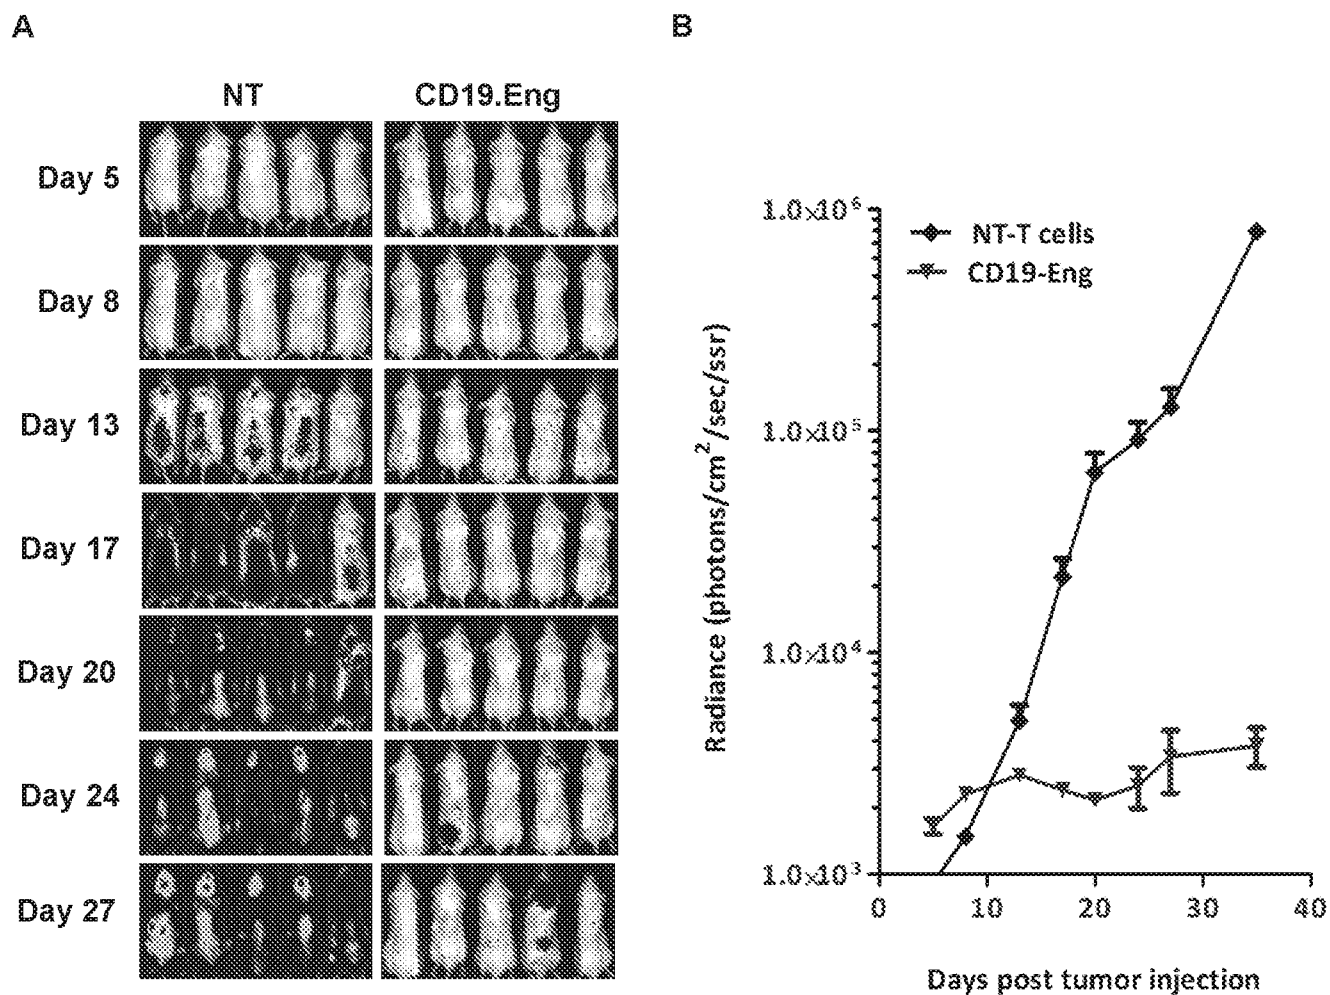 A
NT CD19.Eng
Day 5
Day 8
Day 13
Day 17
Day 20
Day 24
Day 27
B
NT-T cells
CD19-Eng
Radiance (photons/cm²/sec/ssr)
1.0x10⁶
1.0x10⁵
1.0x10⁴
1.0x10³
0 10 20 30 40
Days post tumor injection